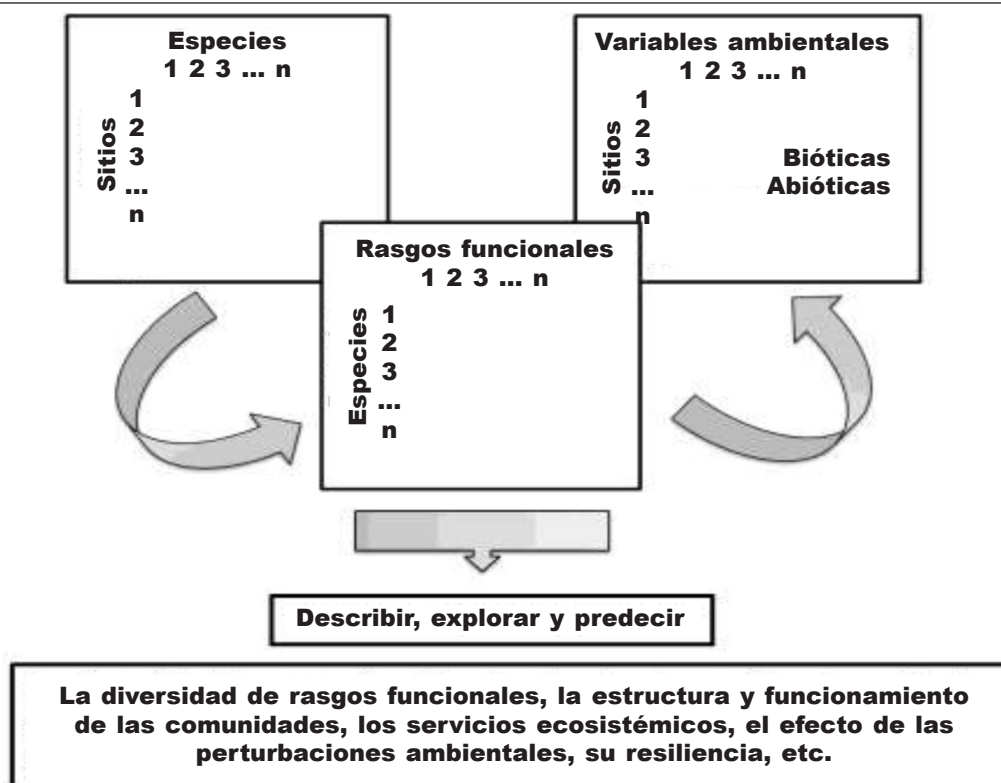 Especies
1 2 3 ... n
Sitios
1
2
3
...
n
Variables ambientales
1 2 3 ... n
Sitios
1
2
3
...
n
Bióticas
Abióticas
Rasgos funcionales
1 2 3 ... n
Especies
1
2
3
...
n
Describir, explorar y predecir
La diversidad de rasgos funcionales, la estructura y funcionamiento
de las comunidades, los servicios ecosistémicos, el efecto de las
perturbaciones ambientales, su resiliencia, etc.